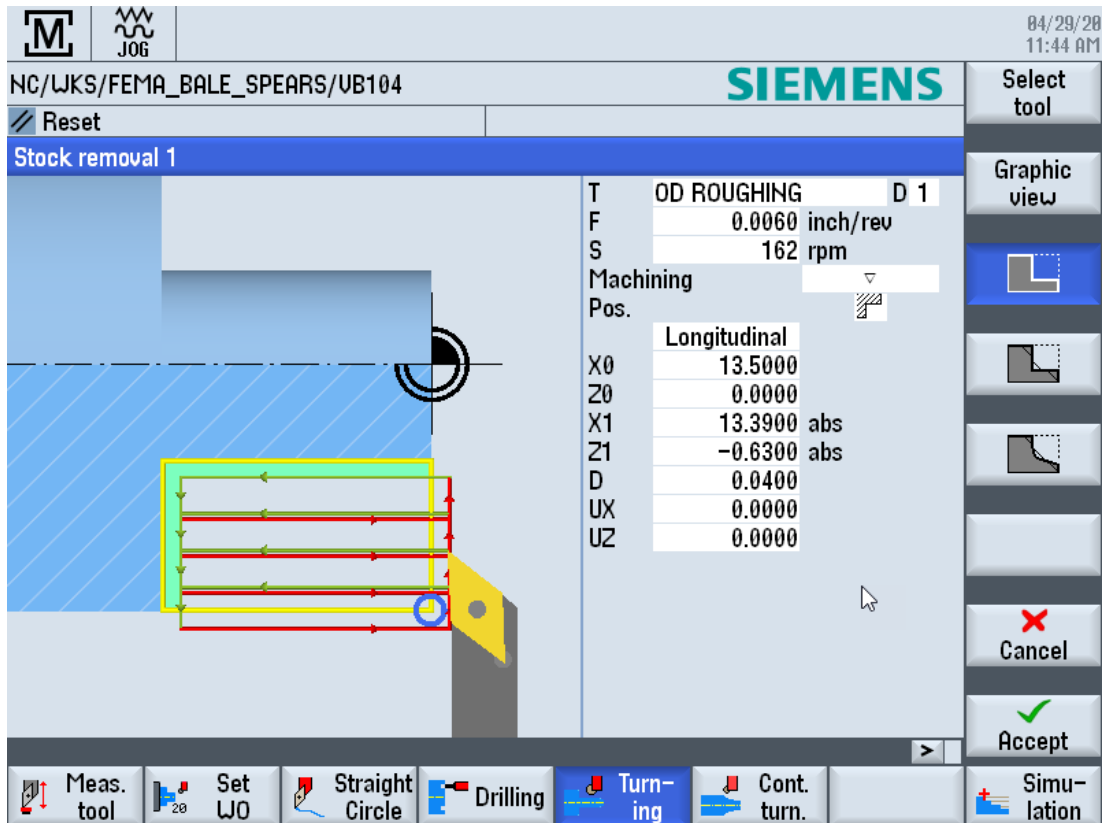 M
JOG
04/29/20
11:44 AM
NC/WKS/FEMA_BALE_SPEARS/VB104
SIEMENS
Select tool
Reset
Stock removal 1
Graphic view
T OD ROUGHING D 1
F 0.0060 inch/rev
S 162 rpm
Machining
Pos.
Longitudinal
X0 13.5000
Z0 0.0000
X1 13.3900 abs
Z1 -0.6300 abs
D 0.0400
UX 0.0000
UZ 0.0000
Cancel
Accept
>
Meas. tool
20
Set WO
Straight Circle
Drilling
Turn-
ing
Cont. turn.
Simu-
lation